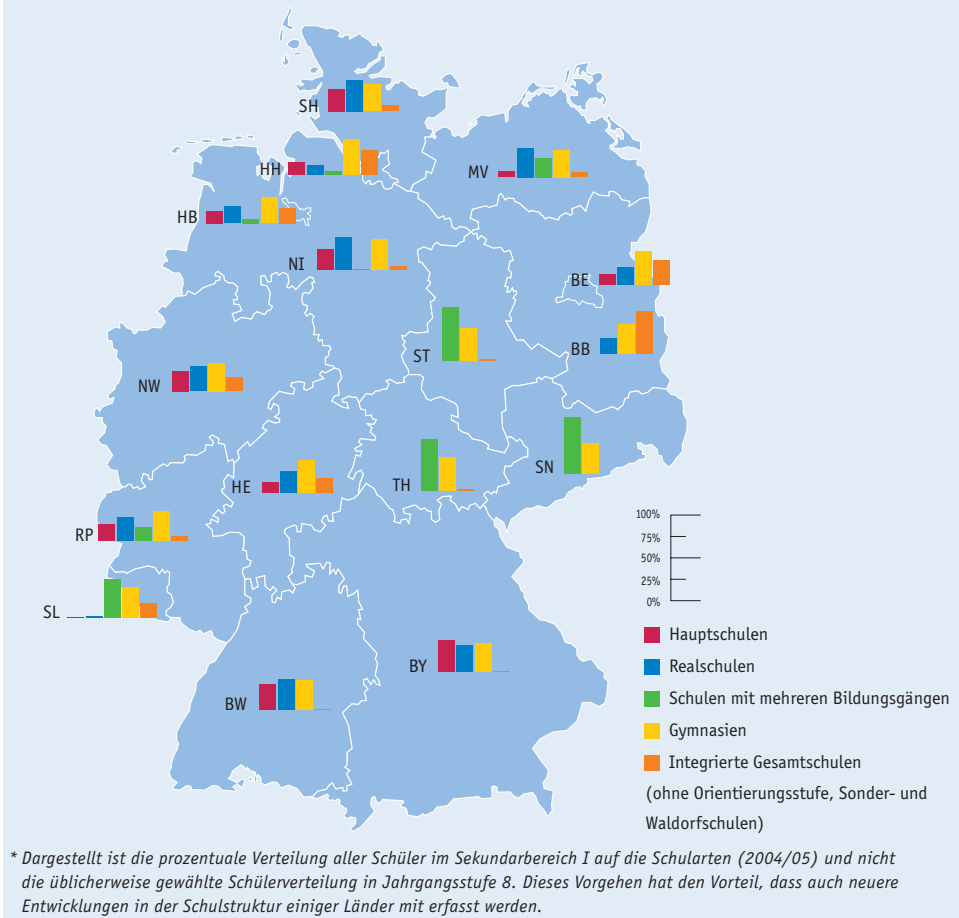 SH
HH
MV
HB
NI
BE
ST
BB
NW
SN
HE
TH
RP
100%
75%
50%
25%
0%
SL
Hauptschulen
BY
Realschulen
BW
Schulen mit mehreren Bildungsgängen
Gymnasien
Integrierte Gesamtschulen
(ohne Orientierungsstufe, Sonder- und
Waldorfschulen)
* Dargestellt ist die prozentuale Verteilung aller Schüler im Sekundarbereich I auf die Schularten (2004/05) und nicht
die üblicherweise gewählte Schülerverteilung in Jahrgangsstufe 8. Dieses Vorgehen hat den Vorteil, dass auch neuere
Entwicklungen in der Schulstruktur einiger Länder mit erfasst werden.